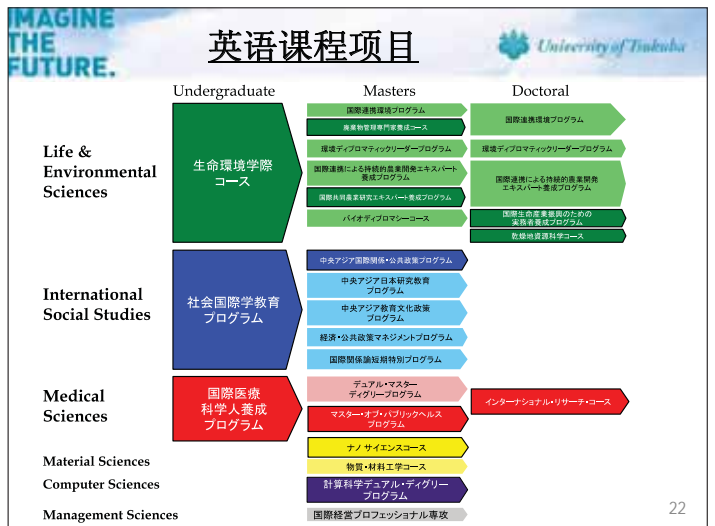 IMAGINE
THE
FUTURE.
英语课程项目
University of Tsukuba
Undergraduate
Masters
Doctoral
Life &
Environmental
Sciences
生命環境学際
コース
国際連携環境プログラム
廃棄物管理専門家養成コース
環境ディプロマティックリーダープログラム
国際連携による持続的農業開発エキスパート
養成プログラム
国際共同農業研究エキスパート養成プログラム
バイオディプロマシーコース
国際連携環境プログラム
環境ディプロマティックリーダープログラム
国際連携による持続的農業開発
エキスパート養成プログラム
国際生命産業振興のための
実務者養成プログラム
乾燥地資源科学コース
International
Social Studies
社会国際学教育
プログラム
中央アジア国際関係・公共政策プログラム
中央アジア日本研究教育
プログラム
中央アジア教育文化政策
プログラム
経済・公共政策マネジメントプログラム
国際関係論短期特別プログラム
Medical
Sciences
国際医療
科学人養成
プログラム
デュアル・マスター
ディグリープログラム
マスター・オブ・パブリックヘルス
プログラム
インターナショナル・リサーチ・コース
Material Sciences
ナノ サイエンスコース
物質・材料工学コース
Computer Sciences
計算科学デュアル・ディグリー
プログラム
Management Sciences
国際経営プロフェッショナル専攻
22